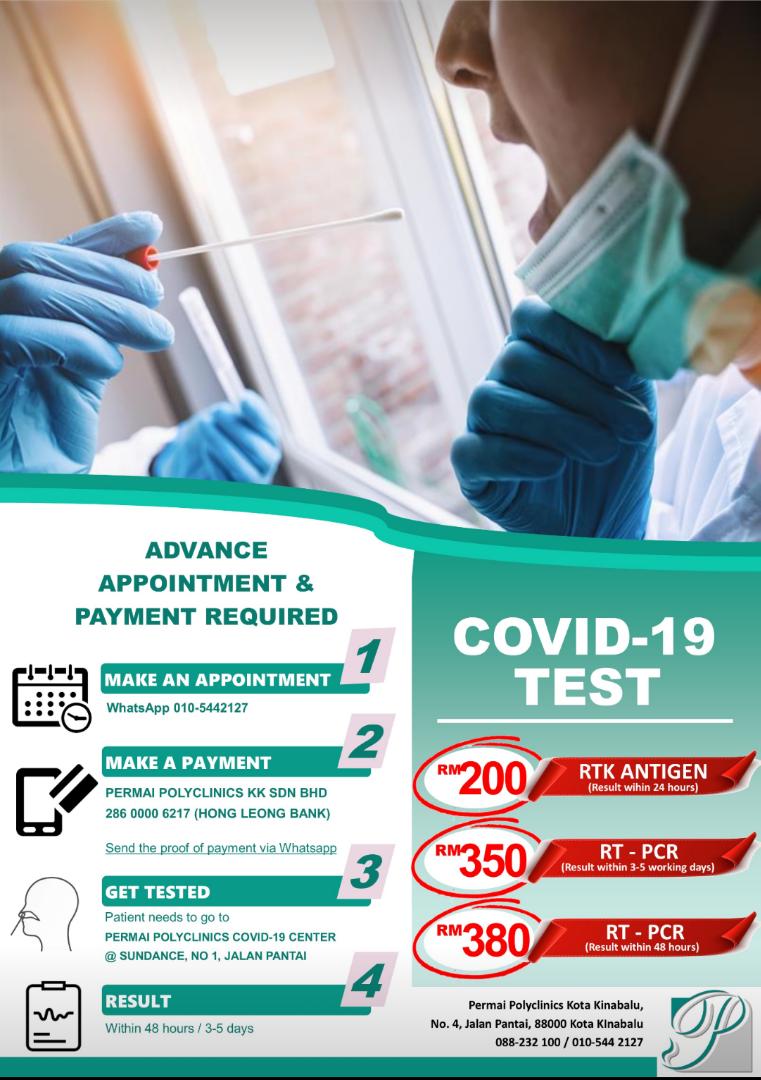 ADVANCE
APPOINTMENT &
PAYMENT REQUIRED
1
MAKE AN APPOINTMENT
WhatsApp 010-5442127
2
MAKE A PAYMENT
PERMAI POLYCLINICS KK SDN BHD
286 0000 6217 (HONG LEONG BANK)
Send the proof of payment via Whatsapp
3
GET TESTED
Patient needs to go to
PERMAI POLYCLINICS COVID-19 CENTER
@ SUNDANCE, NO 1, JALAN PANTAI
4
RESULT
Within 48 hours / 3-5 days
COVID-19
TEST
RM200
RTK ANTIGEN
(Result wihin 24 hours)
RM350
RT - PCR
(Result within 3-5 working days)
RM380
RT - PCR
(Result within 48 hours)
Permai Polyclinics Kota Kinabalu,
No. 4, Jalan Pantai, 88000 Kota KInabalu
088-232 100 / 010-544 2127
P